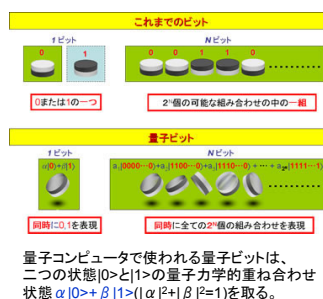 これまでのビット
1ビット
Nビット
0 1
0 0 1 1 0
0または1の一つ
2ᴺ個の可能な組み合わせの中の一組
量子ビット
1ビット
Nビット
α|0⟩+β|1⟩
a₁|0000…0⟩+a₂|1100…0⟩+a₃|1110…0⟩+ … +
|1111…1⟩
同時に0,1を表現
同時に全ての2ᴺ個の組み合わせを表現
量子コンピュータで使われる量子ビットは、
二つの状態|0>と|1>の量子力学的重ね合わせ
状態α|0>+β|1>(|α|²+|β|²=1)を取る。